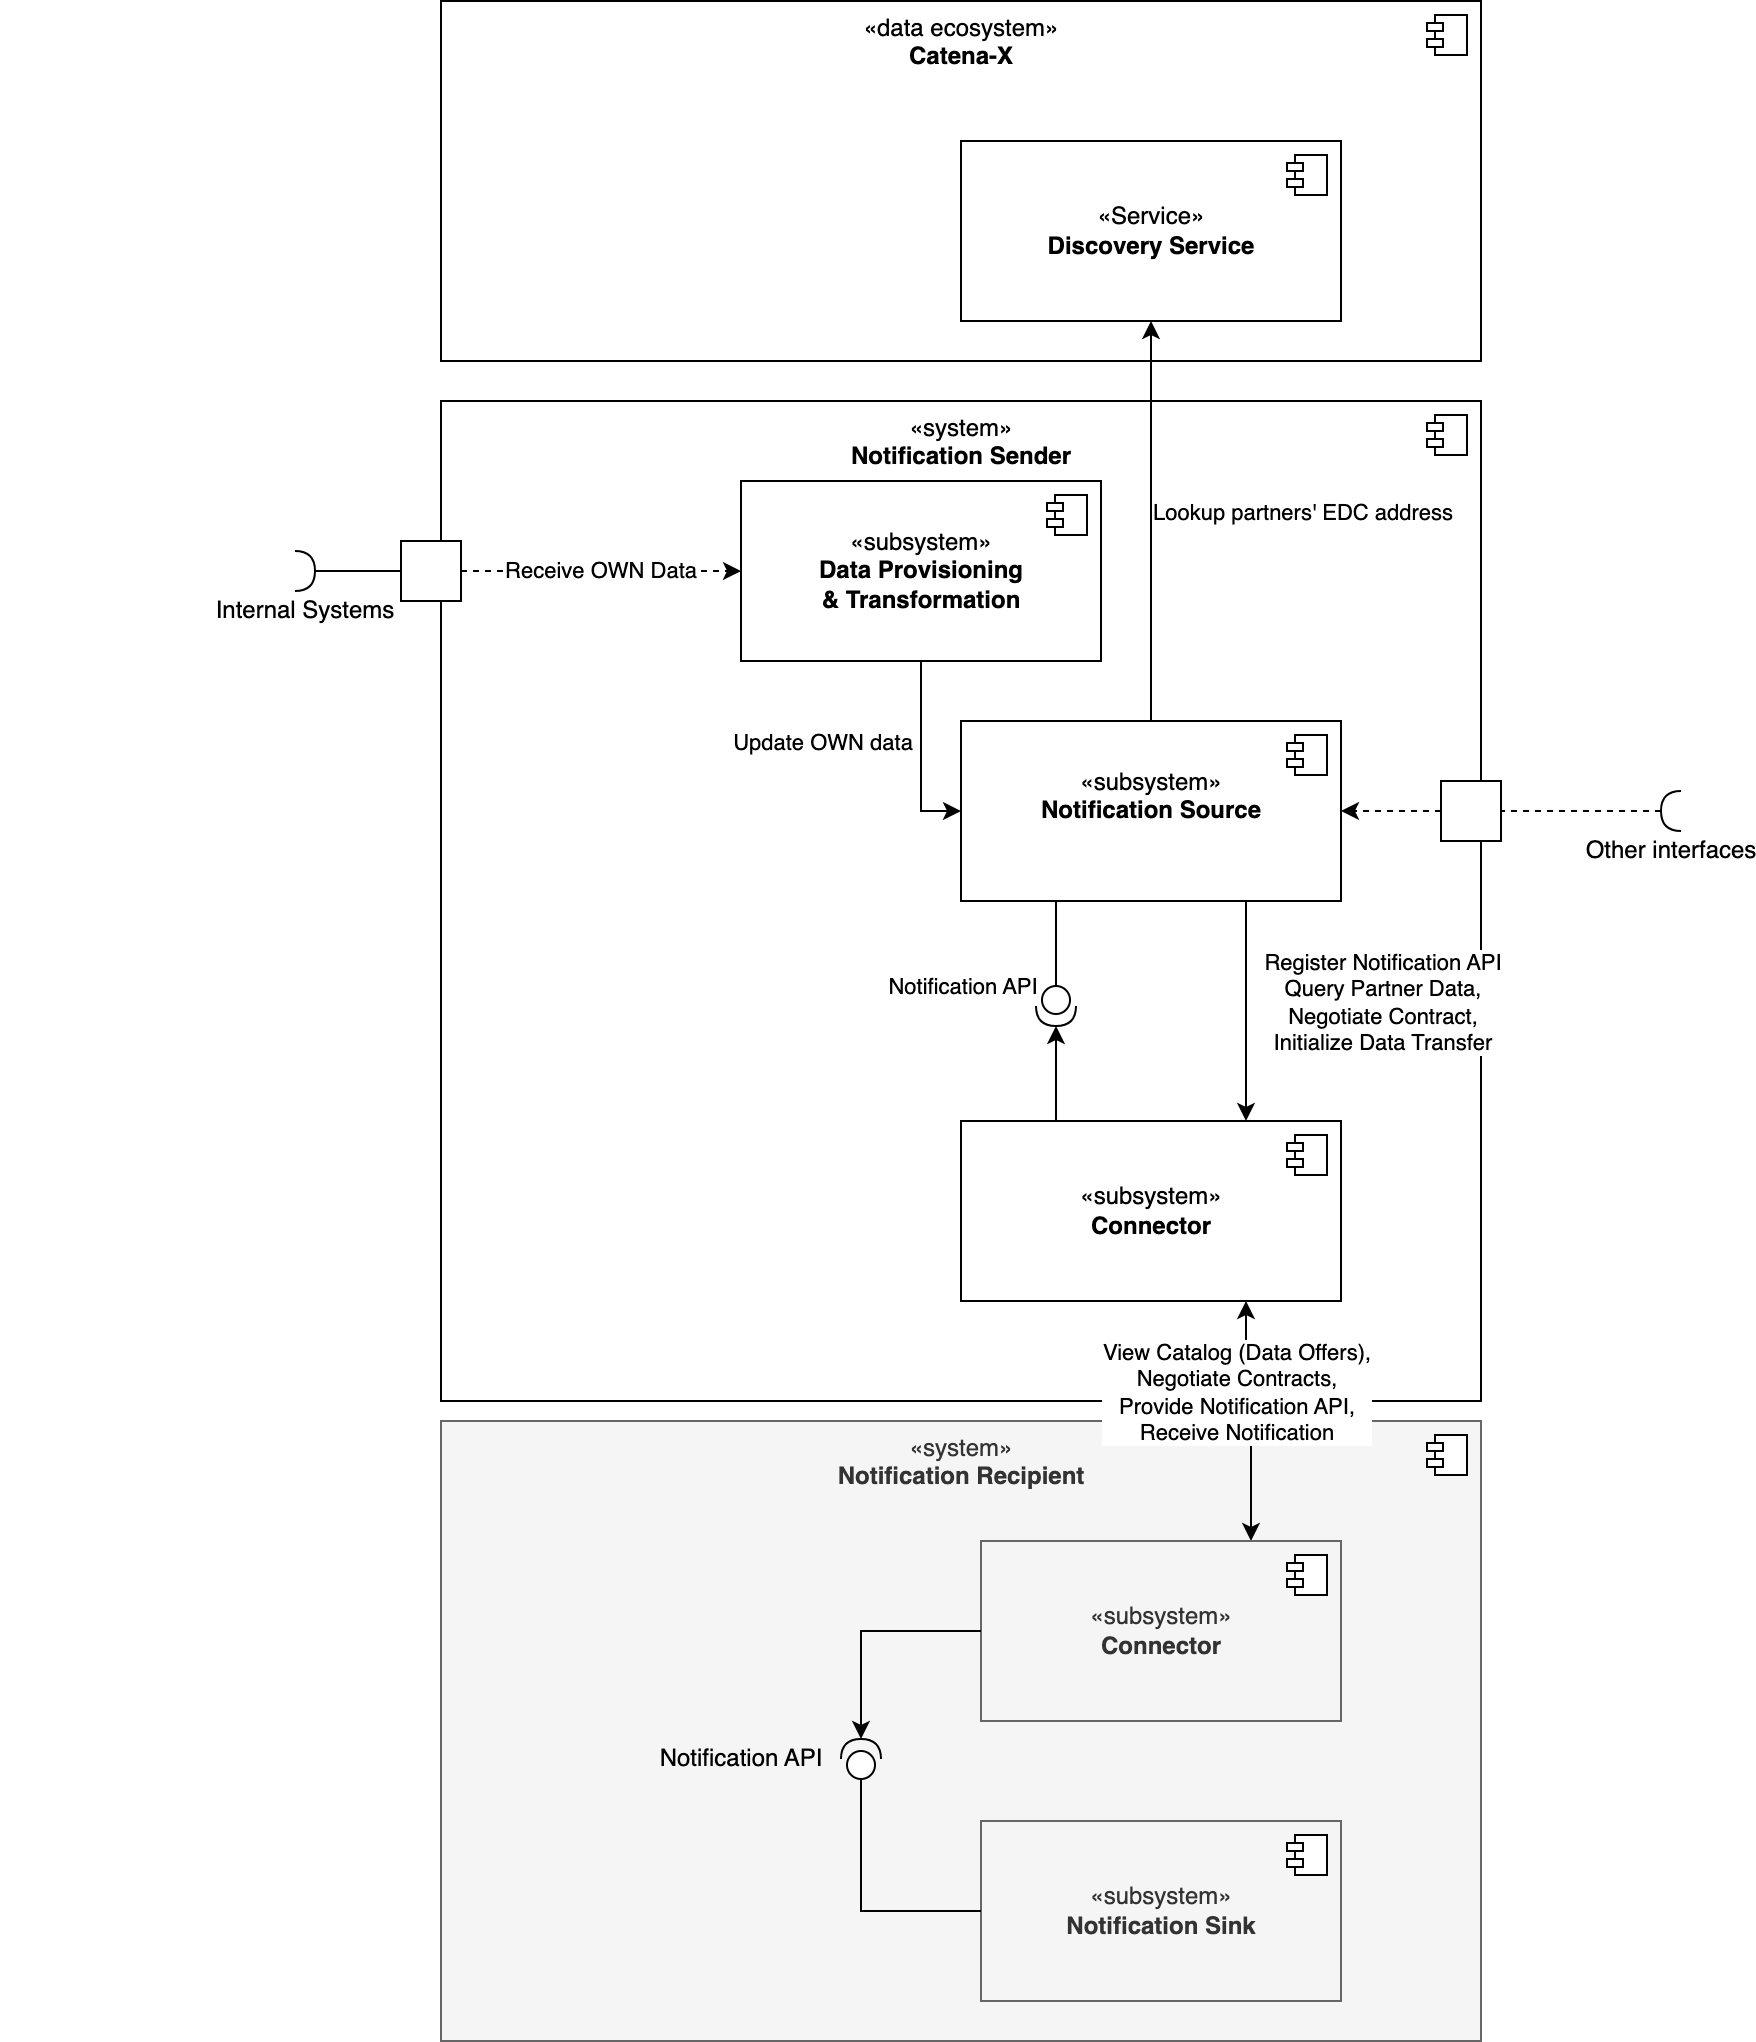 «data ecosystem»
Catena-X
«Service»
Discovery Service
«system»
Notification Sender
Lookup partners' EDC address
«subsystem»
Data Provisioning
& Transformation
Receive OWN Data
Internal Systems
Update OWN data
«subsystem»
Notification Source
Other interfaces
Notification API
Register Notification API
Query Partner Data,
Negotiate Contract,
Initialize Data Transfer
«subsystem»
Connector
View Catalog (Data Offers),
Negotiate Contracts,
Provide Notification API,
Receive Notification
«system»
Notification Recipient
«subsystem»
Connector
Notification API
«subsystem»
Notification Sink